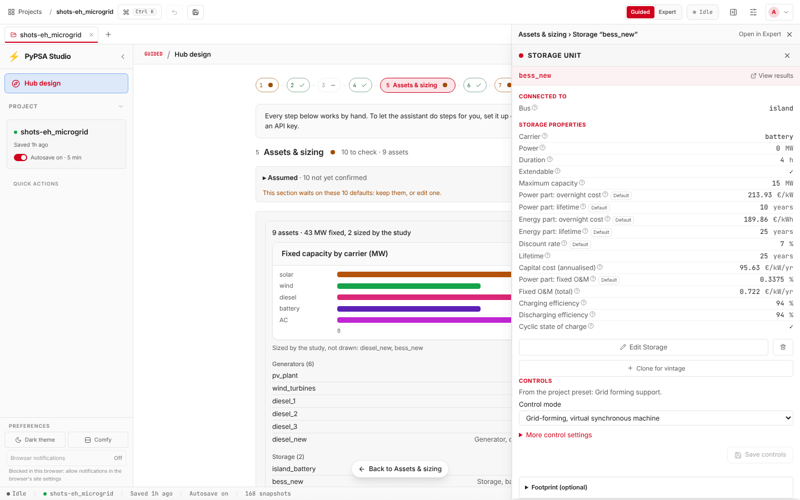 Projects / shots-eh_microgrid Ctrl K Guided Expert Idle A
shots-eh_microgrid
PyPSA Studio
Hub design
PROJECT
shots-eh_microgrid
Saved 1h ago
Autosave on · 5 min
QUICK ACTIONS
PREFERENCES
Dark theme Comfy
Browser notifications Off
Blocked in this browser: allow notifications in the
browser's site settings
GUIDED / Hub design
1 2 3 4 5 Assets & sizing 6 7
Every step below works by hand. To let the assistant do steps for you, set it up
an API key.
5 Assets & sizing 10 to check · 9 assets
Assumed · 10 not yet confirmed
This section waits on these 10 defaults: keep them, or edit one.
9 assets · 43 MW fixed, 2 sized by the study
Fixed capacity by carrier (MW)
solar
wind
diesel
battery
AC
0
Sized by the study, not drawn: diesel_new, bess_new
Generators (6)
pv_plant
wind_turbines
diesel_1
diesel_2
diesel_3
diesel_new Generator,
Storage (2)
island_battery
bess_new Storage,
Back to Assets & sizing
Assets & sizing › Storage "bess_new" Open in Expert
STORAGE UNIT
bess_new View results
CONNECTED TO
Bus island
STORAGE PROPERTIES
Carrier battery
Power 0 MW
Duration 4 h
Extendable ✓
Maximum capacity 15 MW
Power part: overnight cost Default 213.93 €/kW
Power part: lifetime Default 10 years
Energy part: overnight cost Default 189.86 €/kWh
Energy part: lifetime Default 25 years
Discount rate Default 7 %
Lifetime 25 years
Capital cost (annualised) 95.63 €/kW/yr
Power part: fixed O&M Default 0.3375 %
Fixed O&M (total) 0.722 €/kW/yr
Charging efficiency 94 %
Discharging efficiency 94 %
Cyclic state of charge ✓
Edit Storage
Clone for vintage
CONTROLS
From the project preset: Grid forming support.
Control mode
Grid-forming, virtual synchronous machine
More control settings
Save controls
Footprint (optional)
Idle shots-eh_microgrid Saved 1h ago Autosave on 168 snapshots